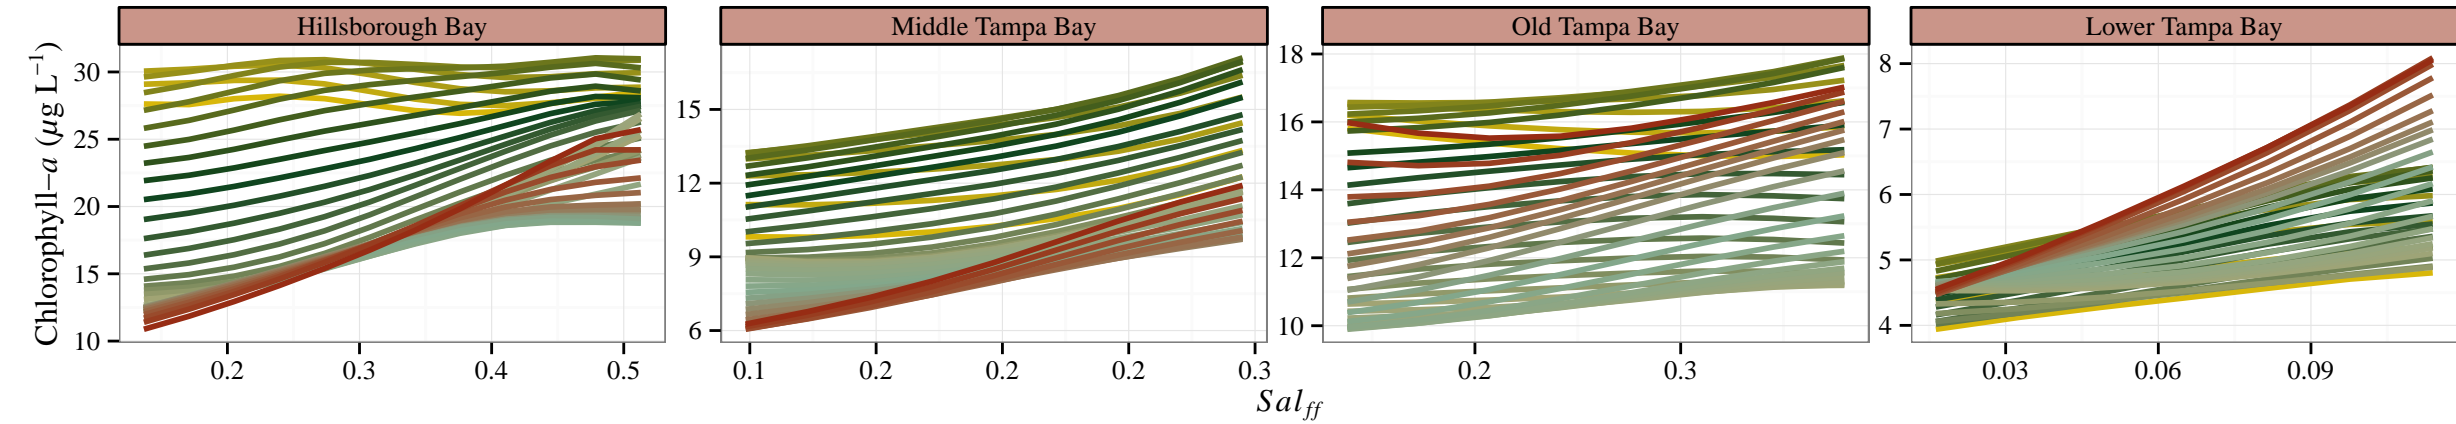 Hillsborough Bay
Middle Tampa Bay
Old Tampa Bay
Lower Tampa Bay
Chlorophyll−a (μg L⁻¹)
30
25
20
15
10
0.2 0.3 0.4 0.5
15
12
9
6
0.1 0.2 0.2 0.2 0.3
18
16
14
12
10
0.2 0.3
8
7
6
5
4
0.03 0.06 0.09
Sal_ff